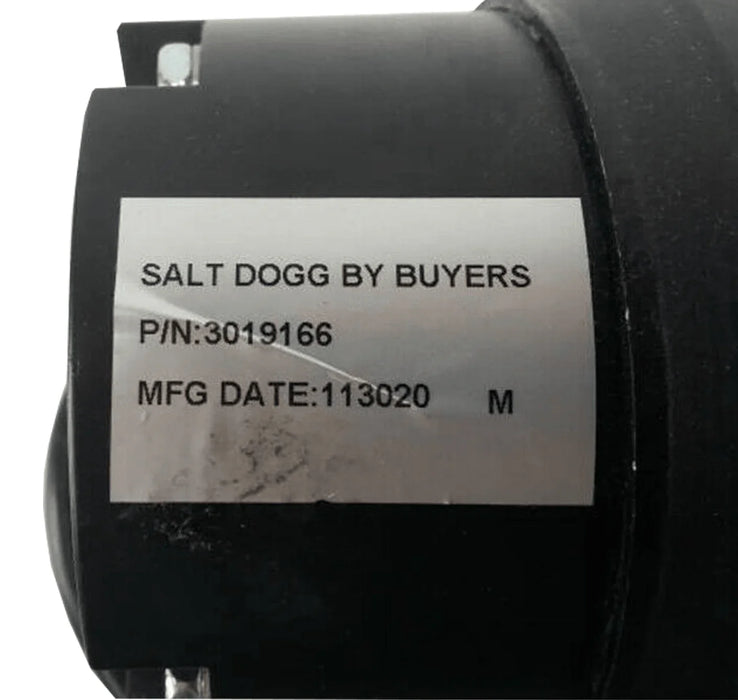 SALT DOGG BY BUYERS
P/N:3019166
MFG DATE:113020 M